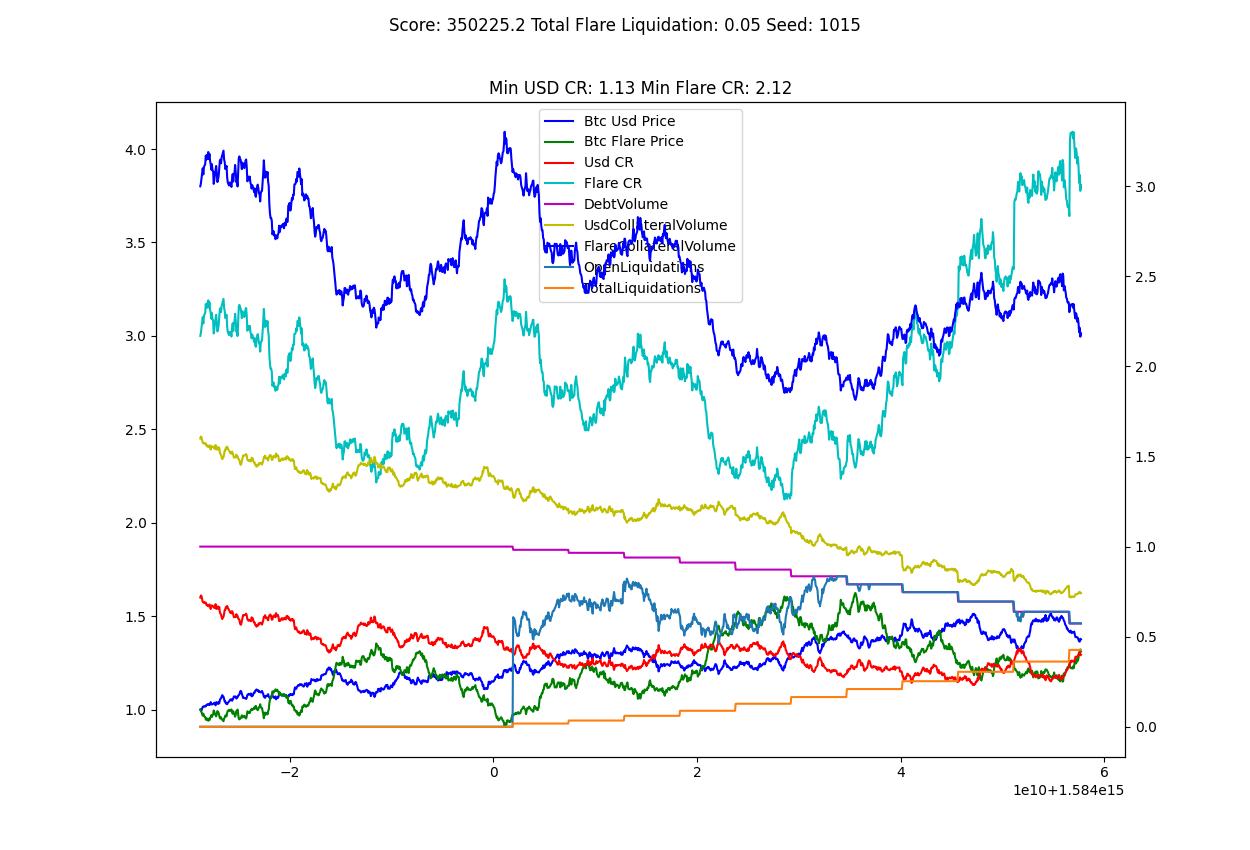 Score: 350225.2 Total Flare Liquidation: 0.05 Seed: 1015
Min USD CR: 1.13 Min Flare CR: 2.12
Btc Usd Price
Btc Flare Price
Usd CR
Flare CR
DebtVolume
UsdCollateralVolume
FlareCollateralVolume
OpenLiquidations
TotalLiquidations
4.0
3.5
3.0
2.5
2.0
1.5
1.0
3.0
2.5
2.0
1.5
1.0
0.5
0.0
−2 0 2 4 6
1e10+1.584e15